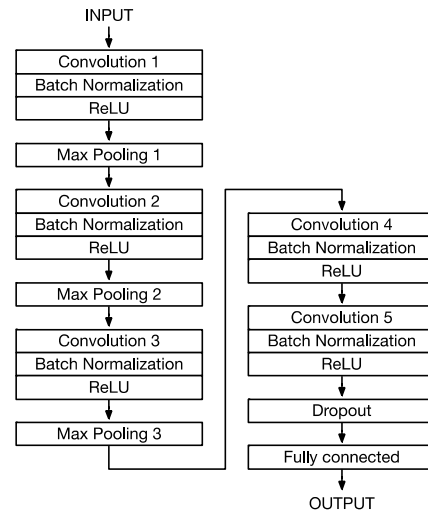 INPUT
Convolution 1
Batch Normalization
ReLU
Max Pooling 1
Convolution 2
Batch Normalization
ReLU
Max Pooling 2
Convolution 3
Batch Normalization
ReLU
Max Pooling 3
Convolution 4
Batch Normalization
ReLU
Convolution 5
Batch Normalization
ReLU
Dropout
Fully connected
OUTPUT